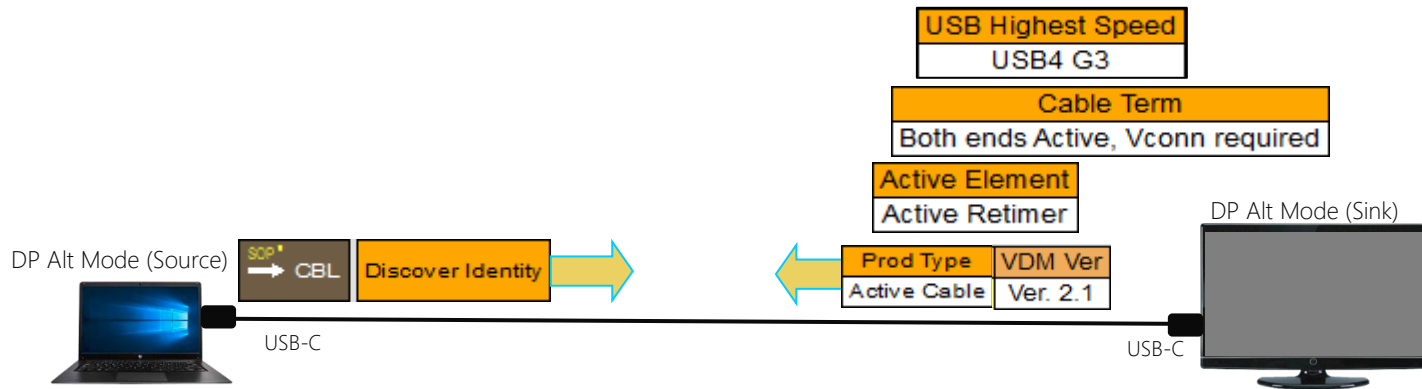 USB Highest Speed
USB4 G3
Cable Term
Both ends Active, Vconn required
Active Element
Active Retimer
DP Alt Mode (Sink)
DP Alt Mode (Source)
SOP'
CBL
Discover Identity
Prod Type
VDM Ver
Active Cable
Ver. 2.1
USB-C
USB-C